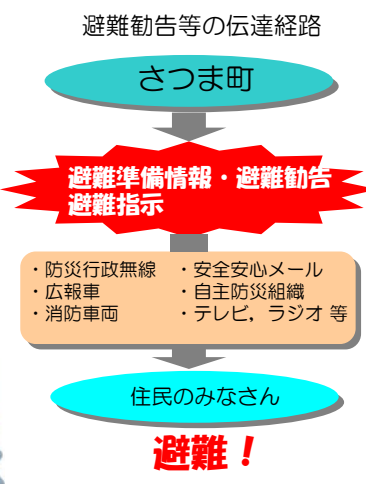 避難勧告等の伝達経路
さつま町
避難準備情報・避難勧告
避難指示
・防災行政無線 ・安全安心メール
・広報車 ・自主防災組織
・消防車両 ・テレビ，ラジオ 等
住民のみなさん
避難！